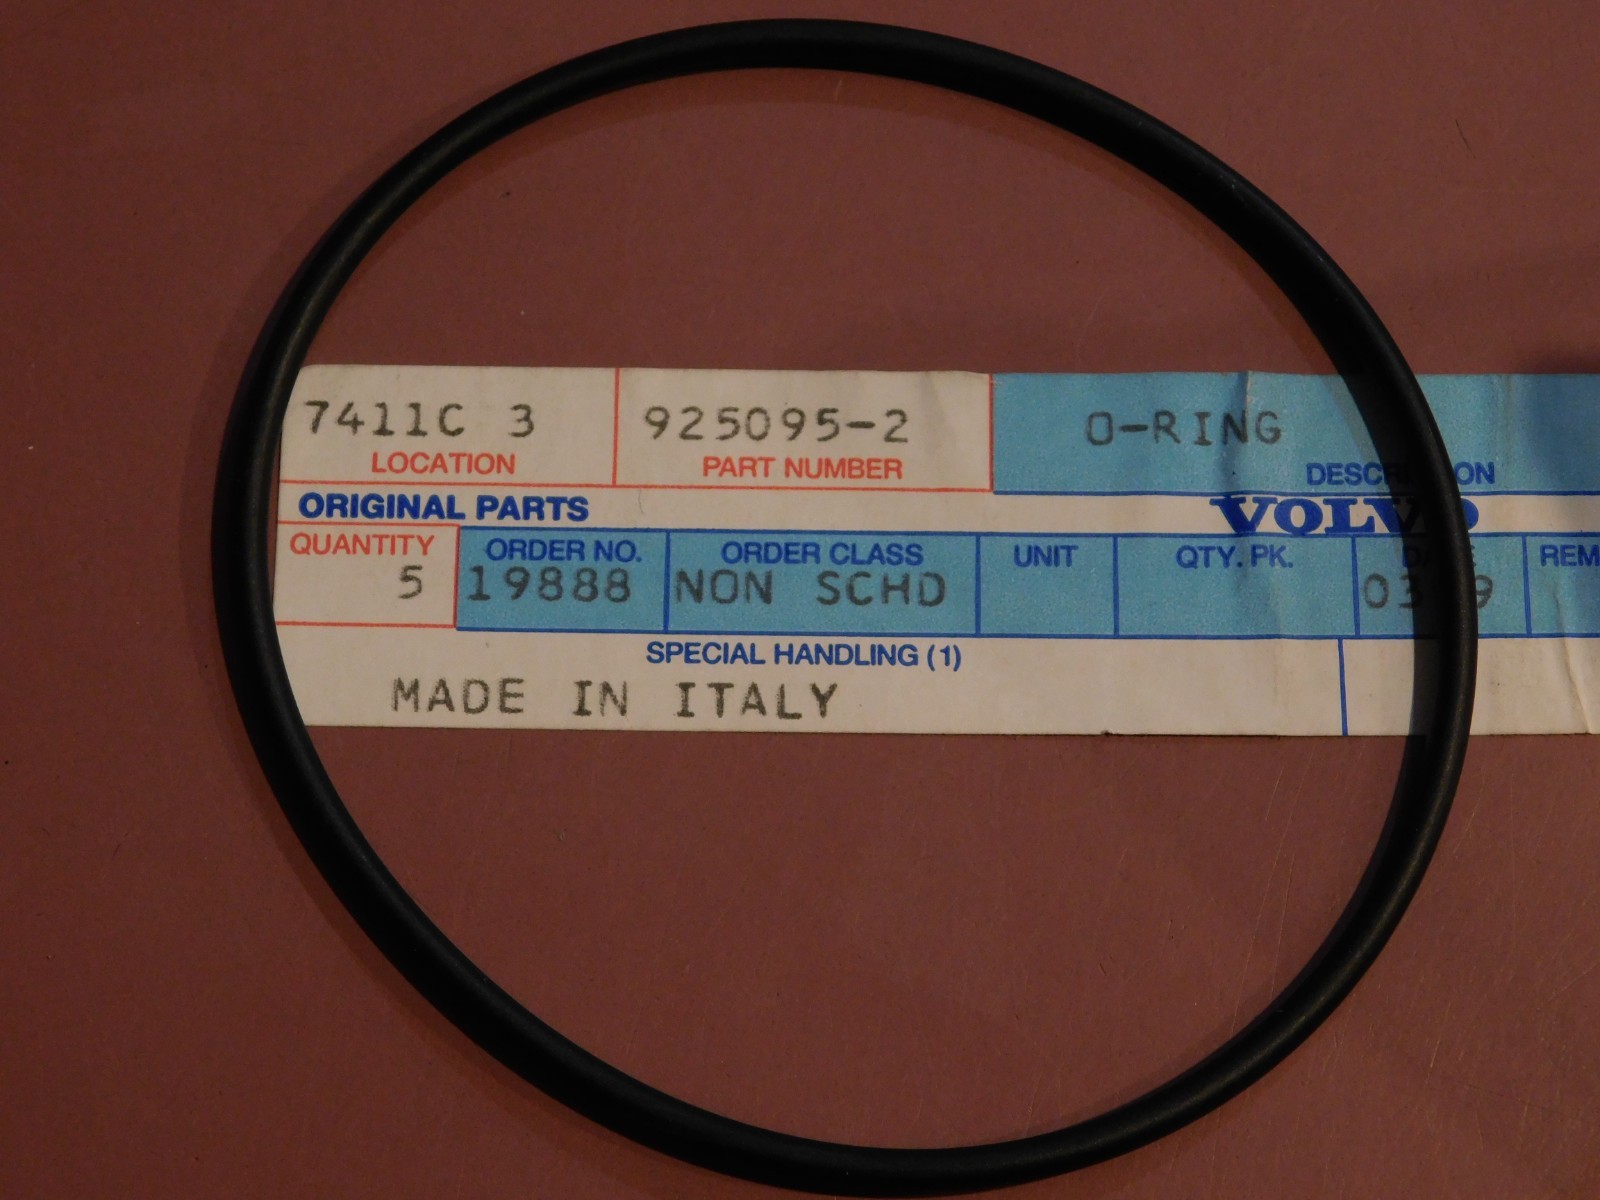 7411C 3 925095-2 O-RING
LOCATION PART NUMBER
ORIGINAL PARTS VOLVO
QUANTITY ORDER NO. ORDER CLASS UNIT QTY. PK.
5 19888 NON SCHD
SPECIAL HANDLING (1)
MADE IN ITALY